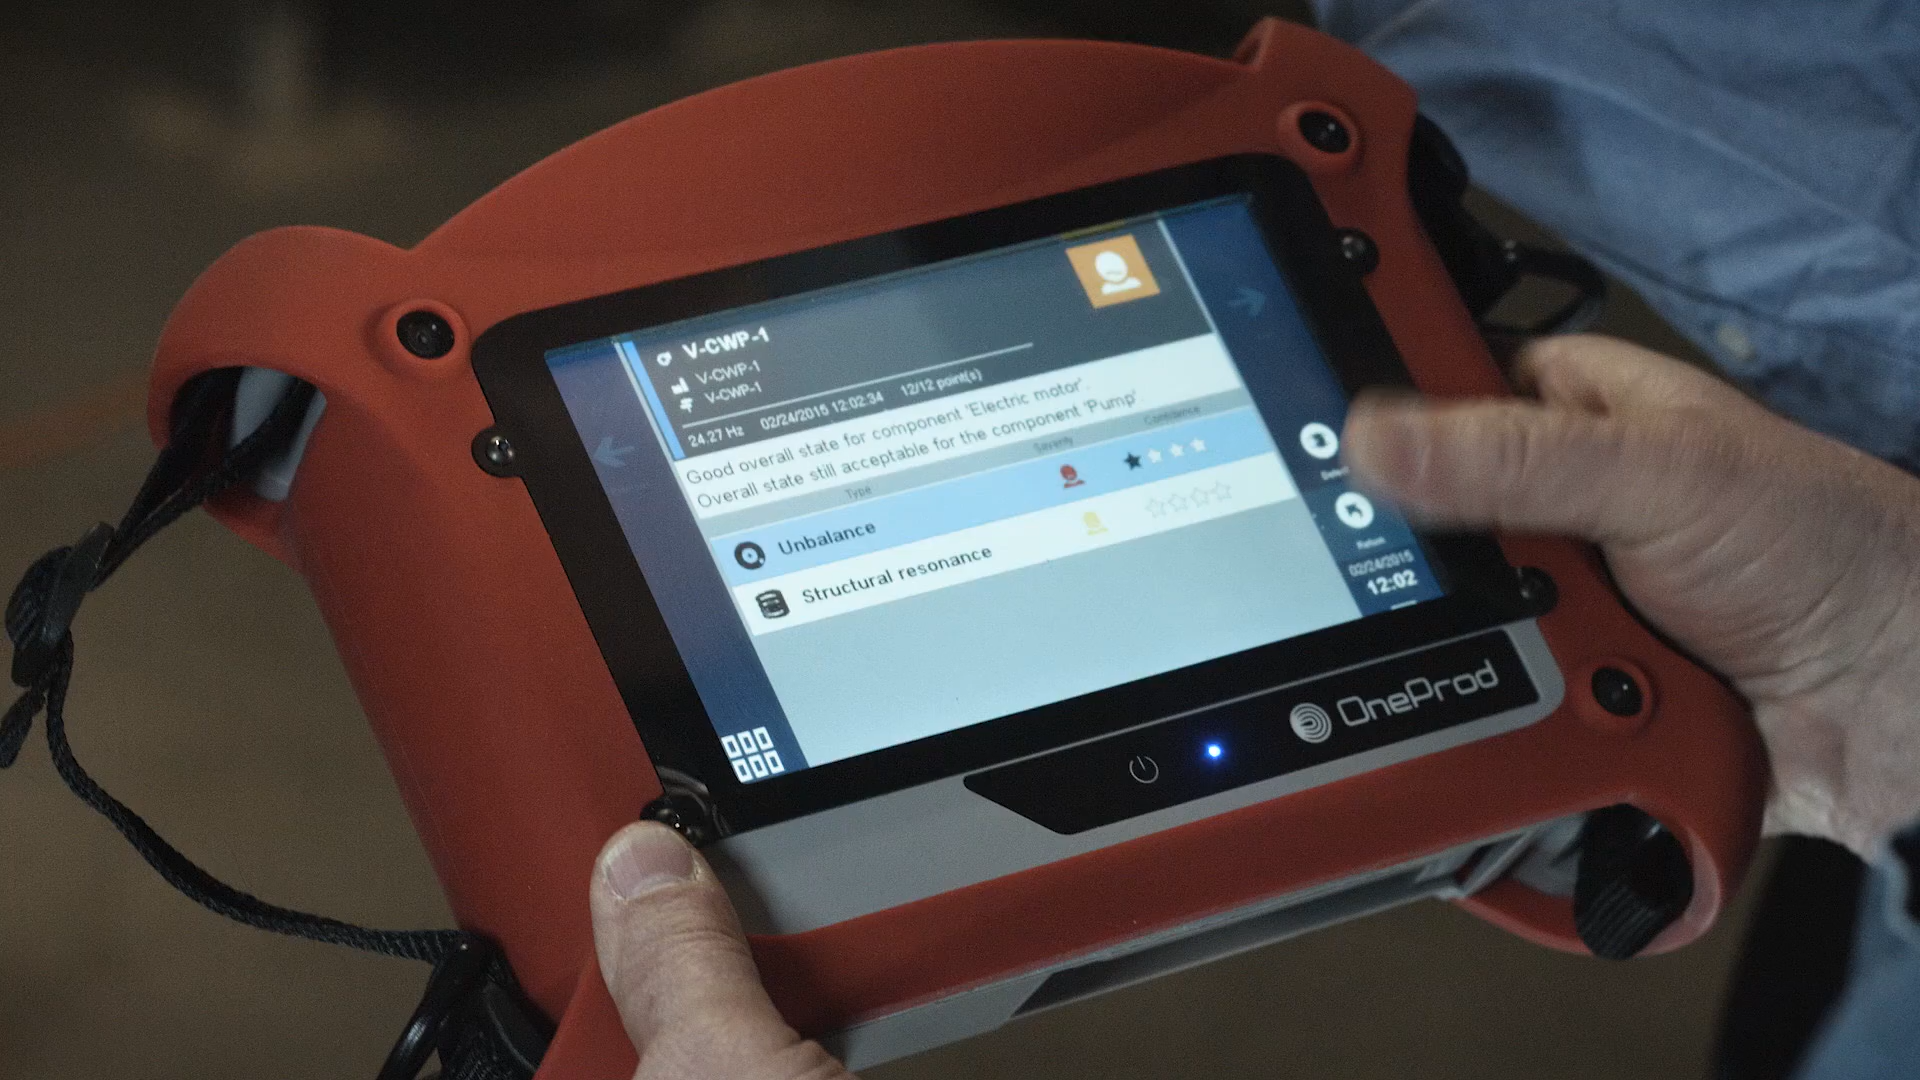 V-CWP-1
V-CWP-1
V-CWP-1
24.27 Hz 02/24/2015 12:02:34 12/12 point(s)
Good overall state for component 'Electric motor'.
Overall state still acceptable for the component 'Pump'.
Type Severity Confidence
Unbalance
Structural resonance
02/24/2015
12:02
OneProd